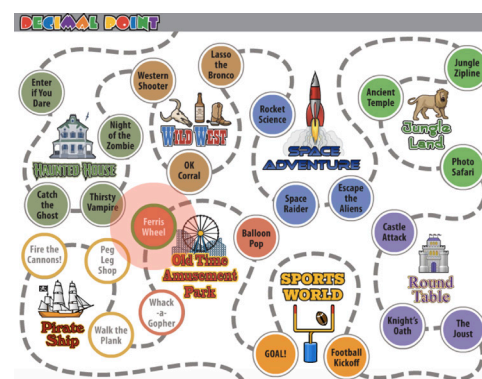 DECIMAL POINT
Lasso
the
Bronco
Western
Shooter
Jungle
Zipline
Enter
if You
Dare
Ancient
Temple
Rocket
Science
Night
of the
Zombie
WILD WEST
Jungle
Land
HAUNTED HOUSE
SPACE
ADVENTURE
OK
Corral
Photo
Safari
Catch
the
Ghost
Thirsty
Vampire
Space
Raider
Escape
the
Aliens
Ferris
Wheel
Castle
Attack
Fire the
Cannons!
Peg
Leg
Shop
Balloon
Pop
Old Time
Amusement
Park
SPORTS
WORLD
Round
Table
Whack
-a-
Gopher
Pirate
Ship
Walk the
Plank
Knight's
Oath
The
Joust
GOAL!
Football
Kickoff